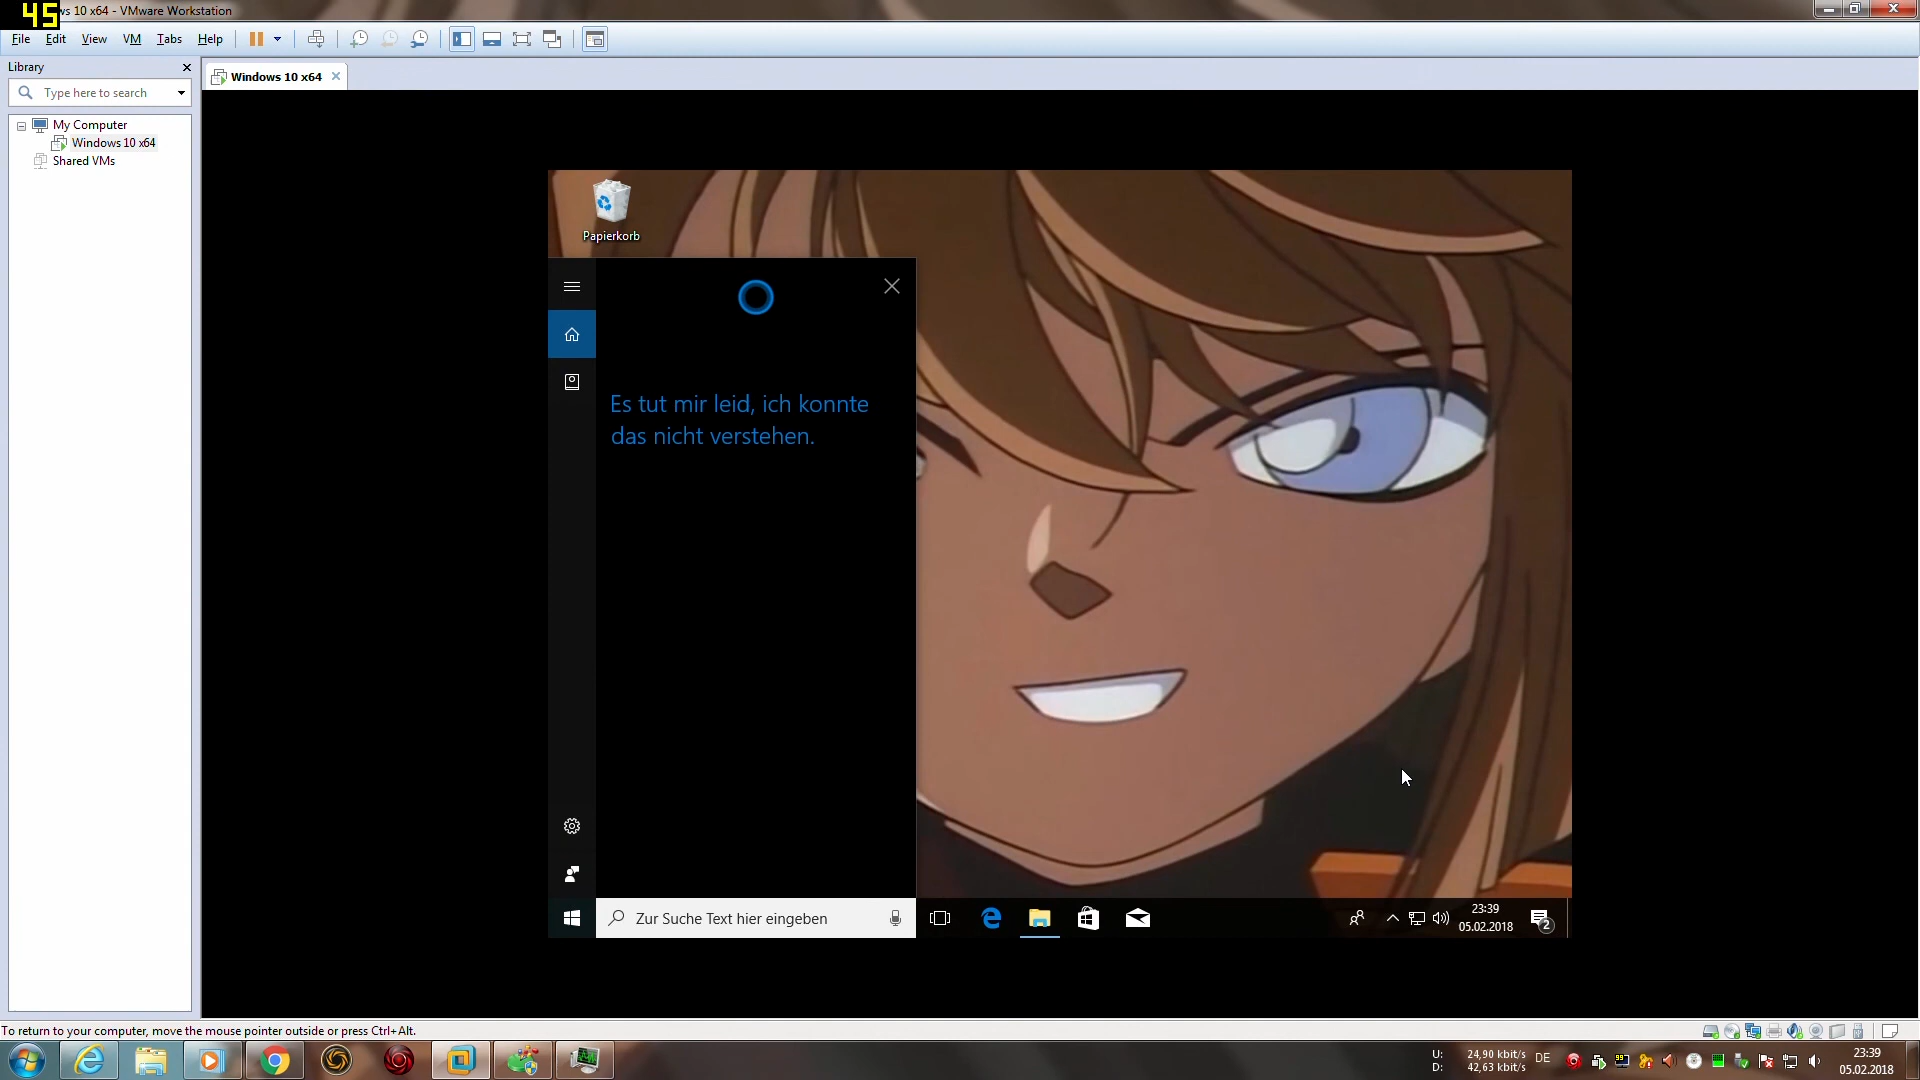 45
ws 10 x64 - VMware Workstation
File Edit View VM Tabs Help
Library
Windows 10 x64
Type here to search
My Computer
Windows 10 x64
Shared VMs
Papierkorb
Es tut mir leid, ich konnte
das nicht verstehen.
Zur Suche Text hier eingeben
23:39
05.02.2018
2
To return to your computer, move the mouse pointer outside or press Ctrl+Alt.
U: 24,90 kbit/s
D: 42,63 kbit/s
DE
99
23:39
05.02.2018